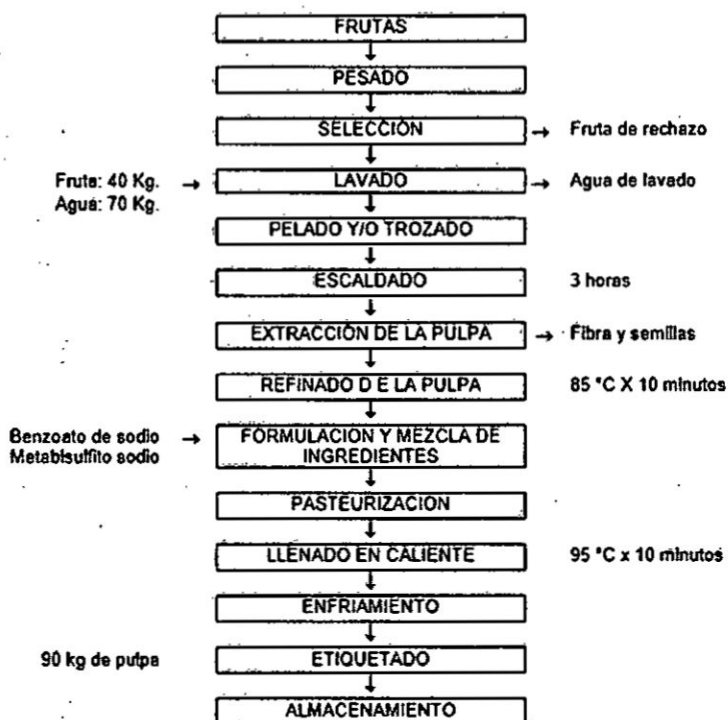 FRUTAS
PESADO
SELECCIÓN → Fruta de rechazo
Fruta: 40 Kg. → LAVADO → Agua de lavado
Agua: 70 Kg.
PELADO Y/O TROZADO
ESCALDADO 3 horas
EXTRACCIÓN DE LA PULPA → Fibra y semillas
REFINADO D E LA PULPA 85 °C X 10 minutos
Benzoato de sodio → FORMULACION Y MEZCLA DE
Metabisulfito sodio INGREDIENTES
PASTEURIZACION
LLENADO EN CALIENTE 95 °C x 10 minutos
ENFRIAMIENTO
90 kg de pulpa ETIQUETADO
ALMACENAMIENTO